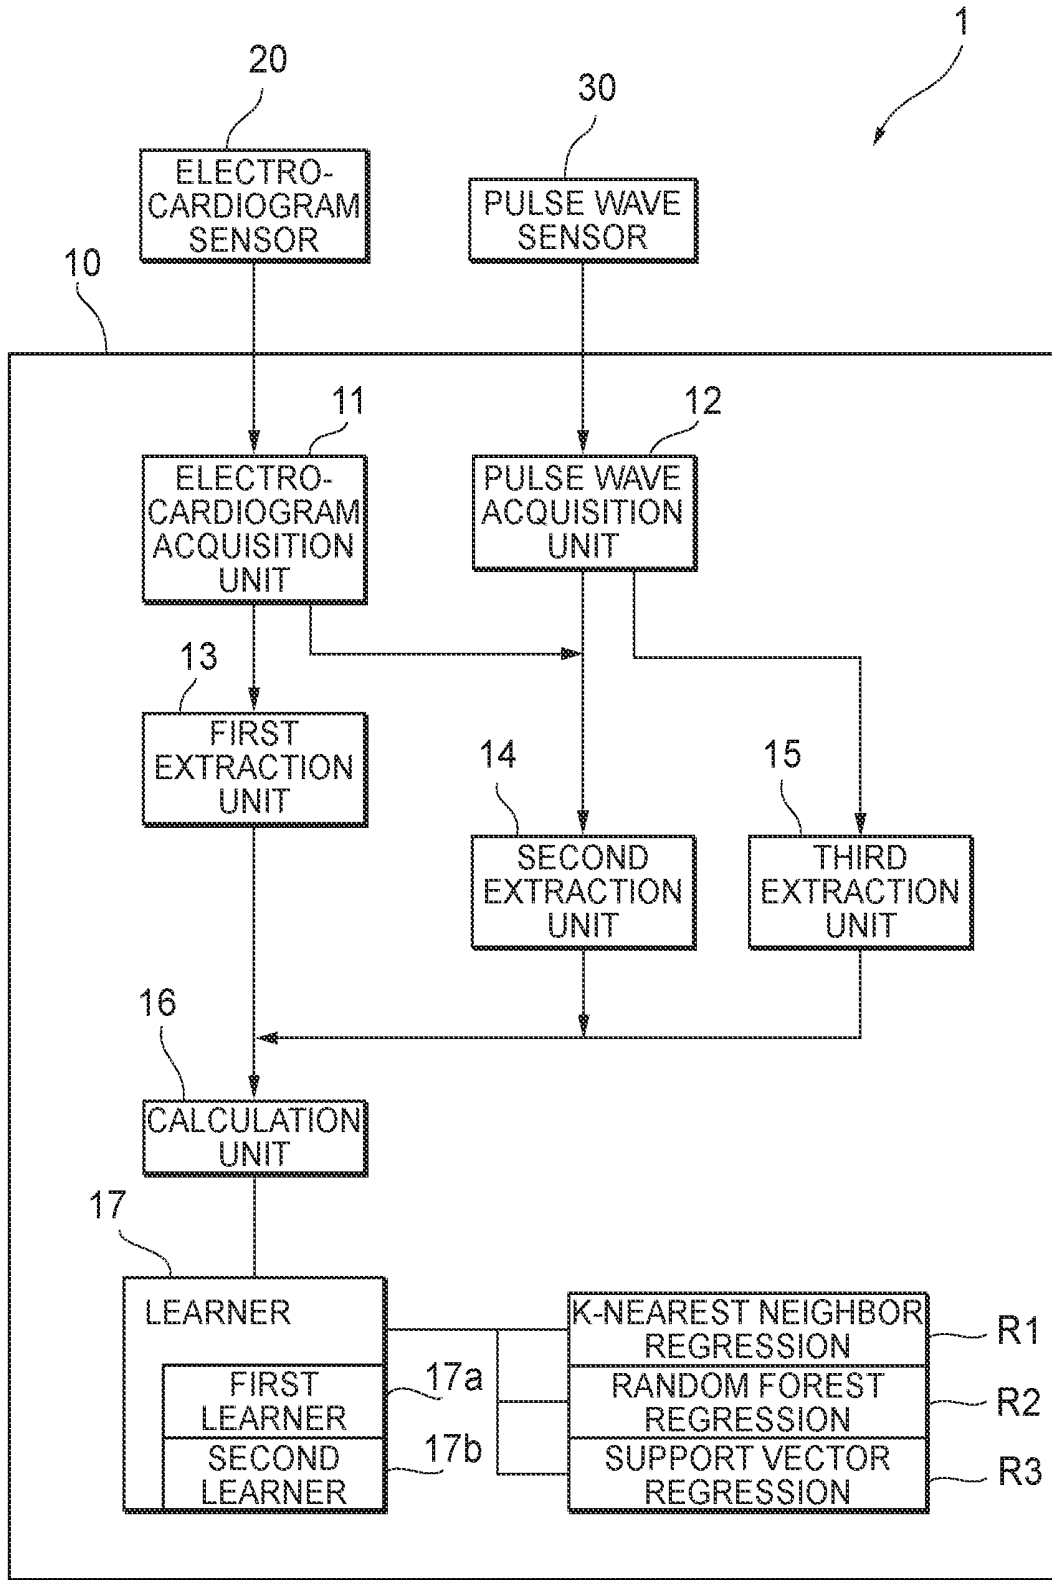 1
20
30
ELECTRO-
CARDIOGRAM
SENSOR
PULSE WAVE
SENSOR
10
11
12
ELECTRO-
CARDIOGRAM
ACQUISITION
UNIT
PULSE WAVE
ACQUISITION
UNIT
13
FIRST
EXTRACTION
UNIT
14
15
SECOND
EXTRACTION
UNIT
THIRD
EXTRACTION
UNIT
16
CALCULATION
UNIT
17
LEARNER
FIRST
LEARNER
17a
SECOND
LEARNER
17b
K-NEAREST NEIGHBOR
REGRESSION
R1
RANDOM FOREST
REGRESSION
R2
SUPPORT VECTOR
REGRESSION
R3